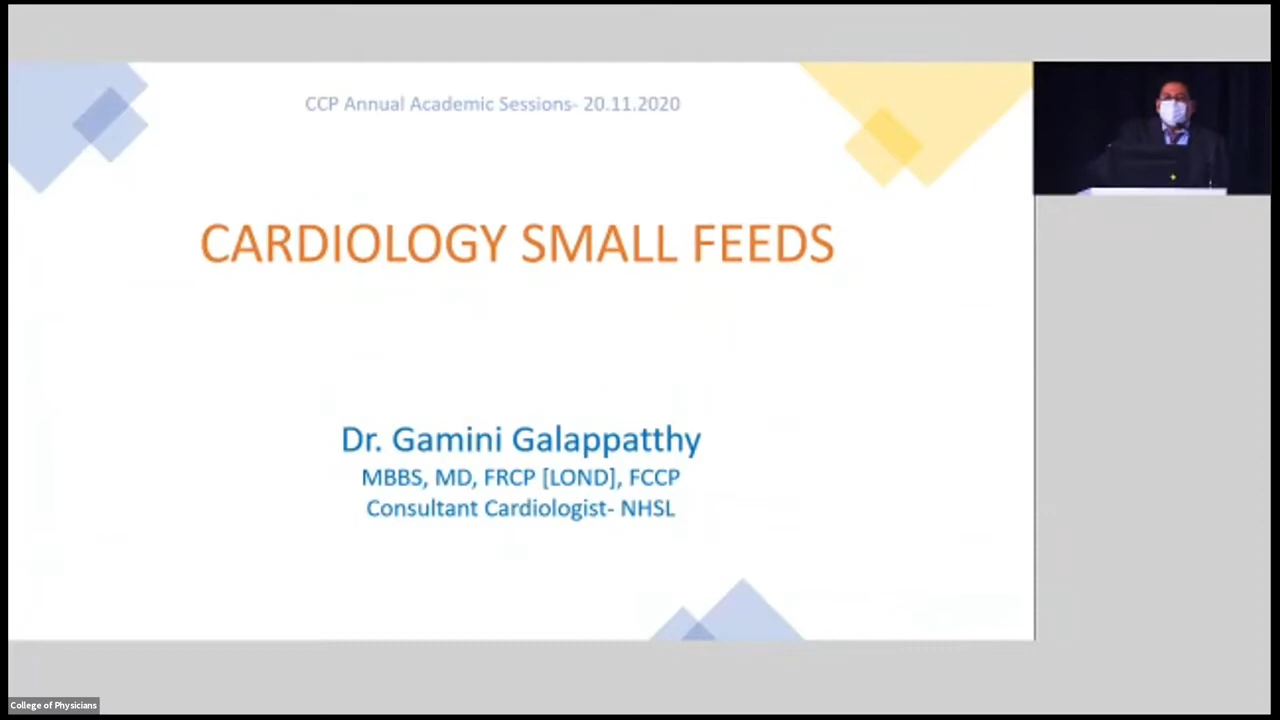 CCP Annual Academic Sessions- 20.11.2020
CARDIOLOGY SMALL FEEDS
Dr. Gamini Galappatthy
MBBS, MD, FRCP [LOND], FCCP
Consultant Cardiologist- NHSL
College of Physicians